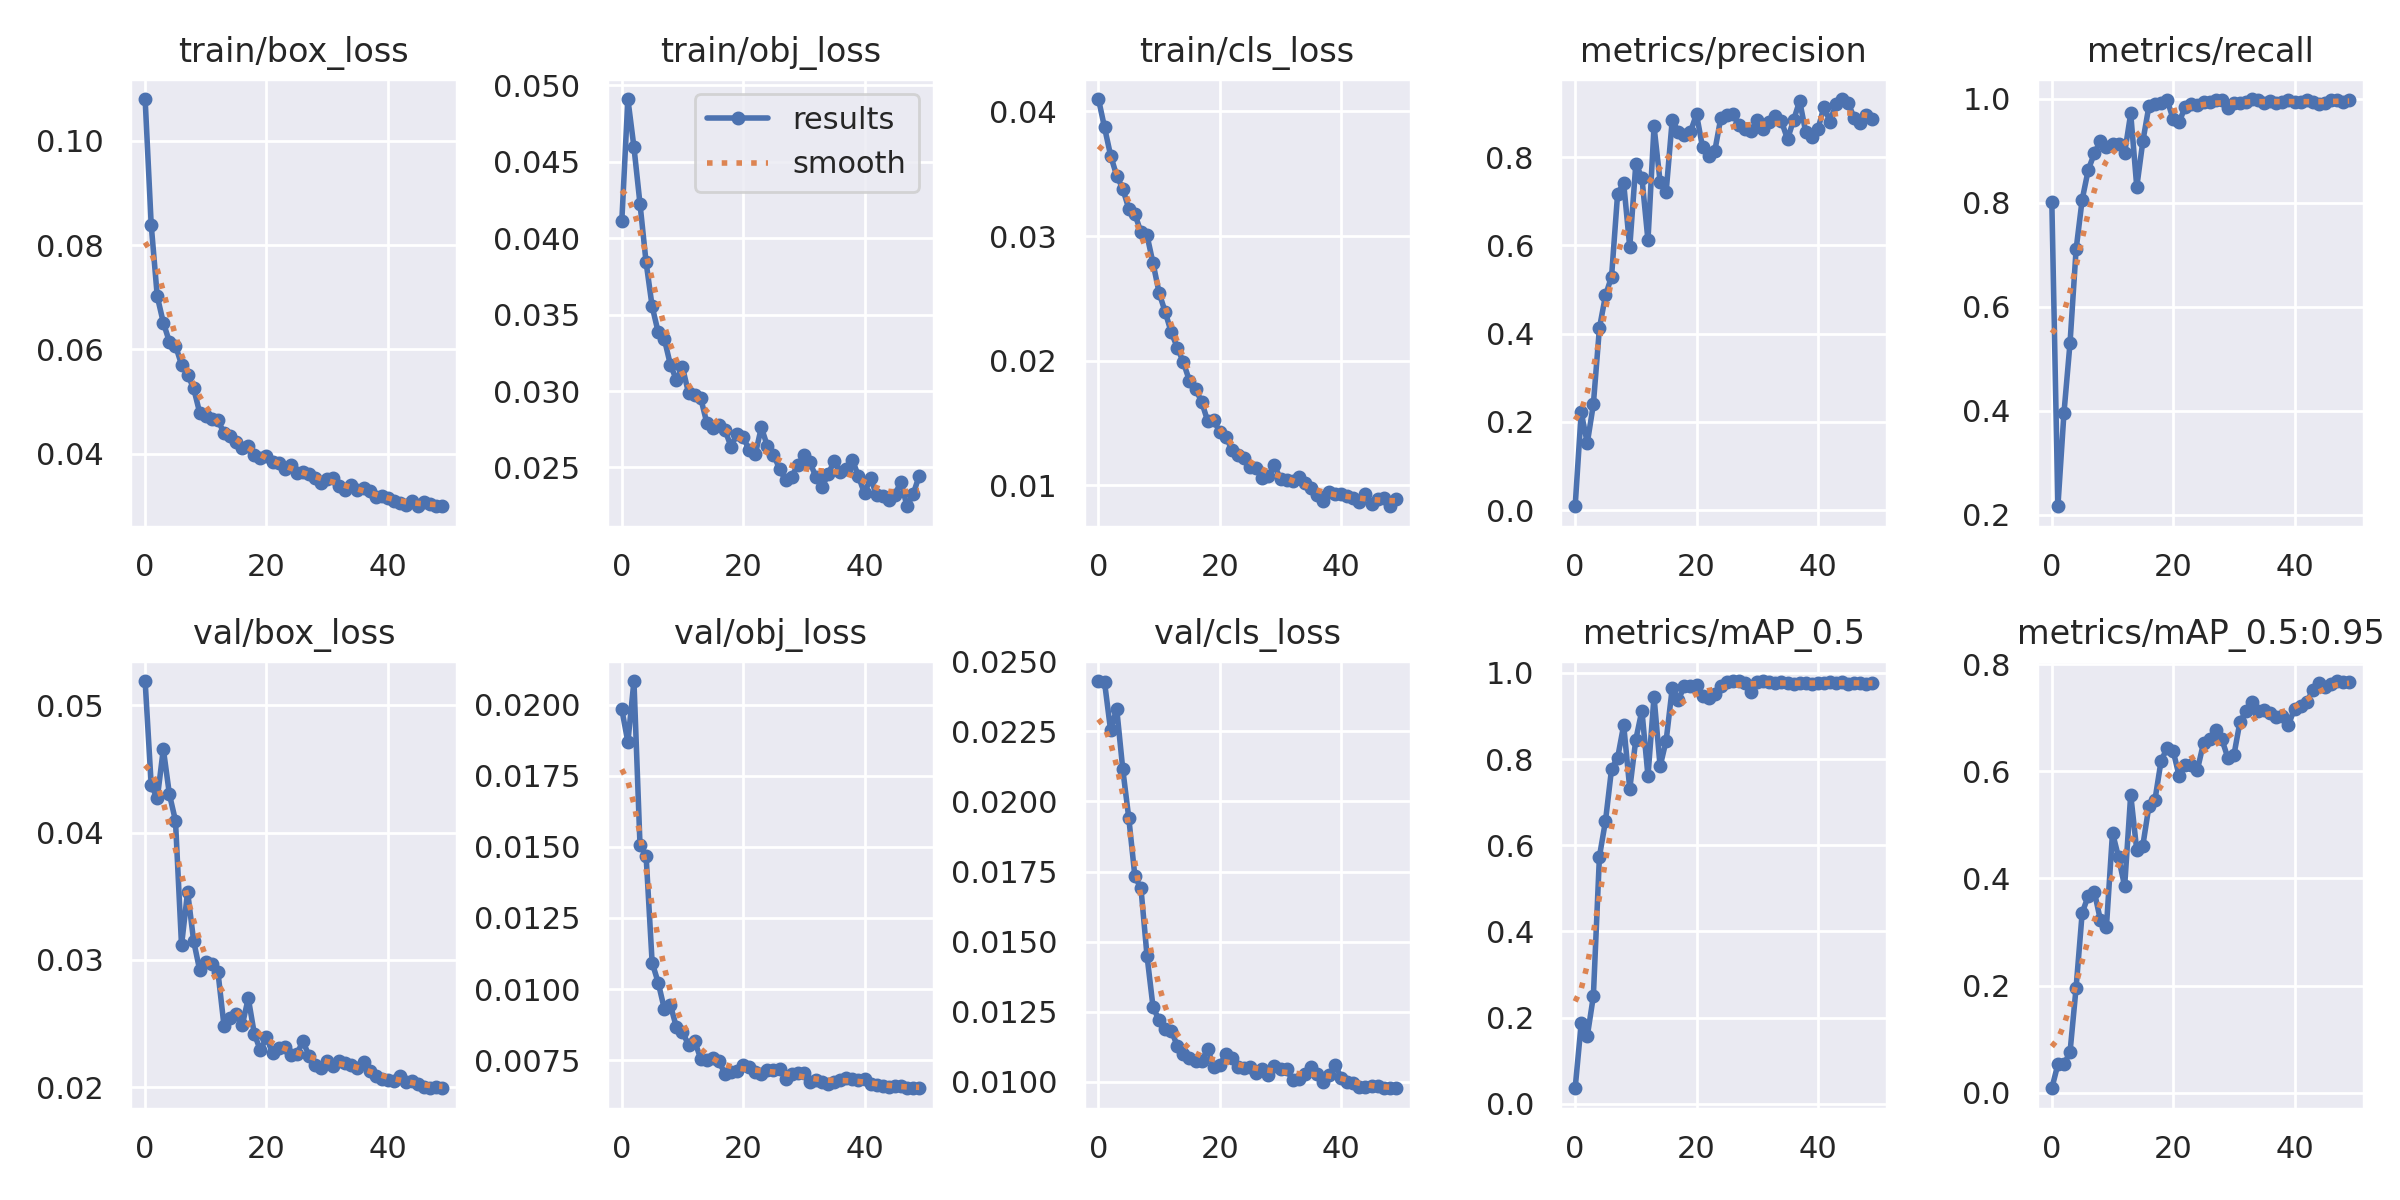 train/box_loss
0.10
0.08
0.06
0.04
0 20 40
train/obj_loss
results
smooth
0.050
0.045
0.040
0.035
0.030
0.025
0 20 40
train/cls_loss
0.04
0.03
0.02
0.01
0 20 40
metrics/precision
0.8
0.6
0.4
0.2
0.0
0 20 40
metrics/recall
1.0
0.8
0.6
0.4
0.2
0 20 40
val/box_loss
0.05
0.04
0.03
0.02
0 20 40
val/obj_loss
0.0200
0.0175
0.0150
0.0125
0.0100
0.0075
0 20 40
val/cls_loss
0.0250
0.0225
0.0200
0.0175
0.0150
0.0125
0.0100
0 20 40
metrics/mAP_0.5
1.0
0.8
0.6
0.4
0.2
0.0
0 20 40
metrics/mAP_0.5:0.95
0.8
0.6
0.4
0.2
0.0
0 20 40